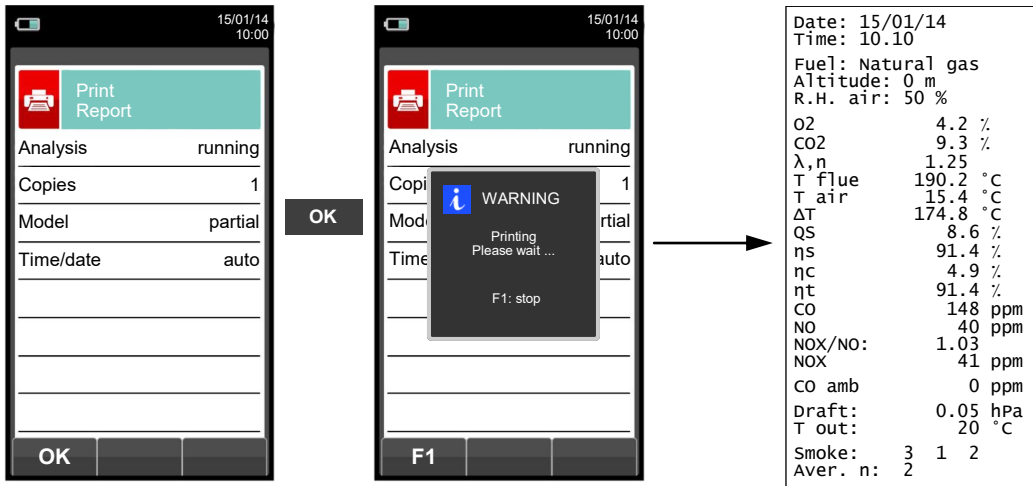 15/01/14
10:00
Print
Report
Analysis running
Copies 1
Model partial
Time/date auto
OK
OK
15/01/14
10:00
Print
Report
Analysis running
Copi 1
Mod rtial
Time auto
i WARNING
Printing
Please wait ...
F1: stop
F1
Date: 15/01/14
Time: 10.10
Fuel: Natural gas
Altitude: 0 m
R.H. air: 50 %
O2 4.2 %
CO2 9.3 %
λ,n 1.25
T flue 190.2 °C
T air 15.4 °C
ΔT 174.8 °C
QS 8.6 %
ηs 91.4 %
ηc 4.9 %
ηt 91.4 %
CO 148 ppm
NO 40 ppm
NOX/NO: 1.03
NOX 41 ppm
CO amb 0 ppm
Draft: 0.05 hPa
T out: 20 °C
Smoke: 3 1 2
Aver. n: 2